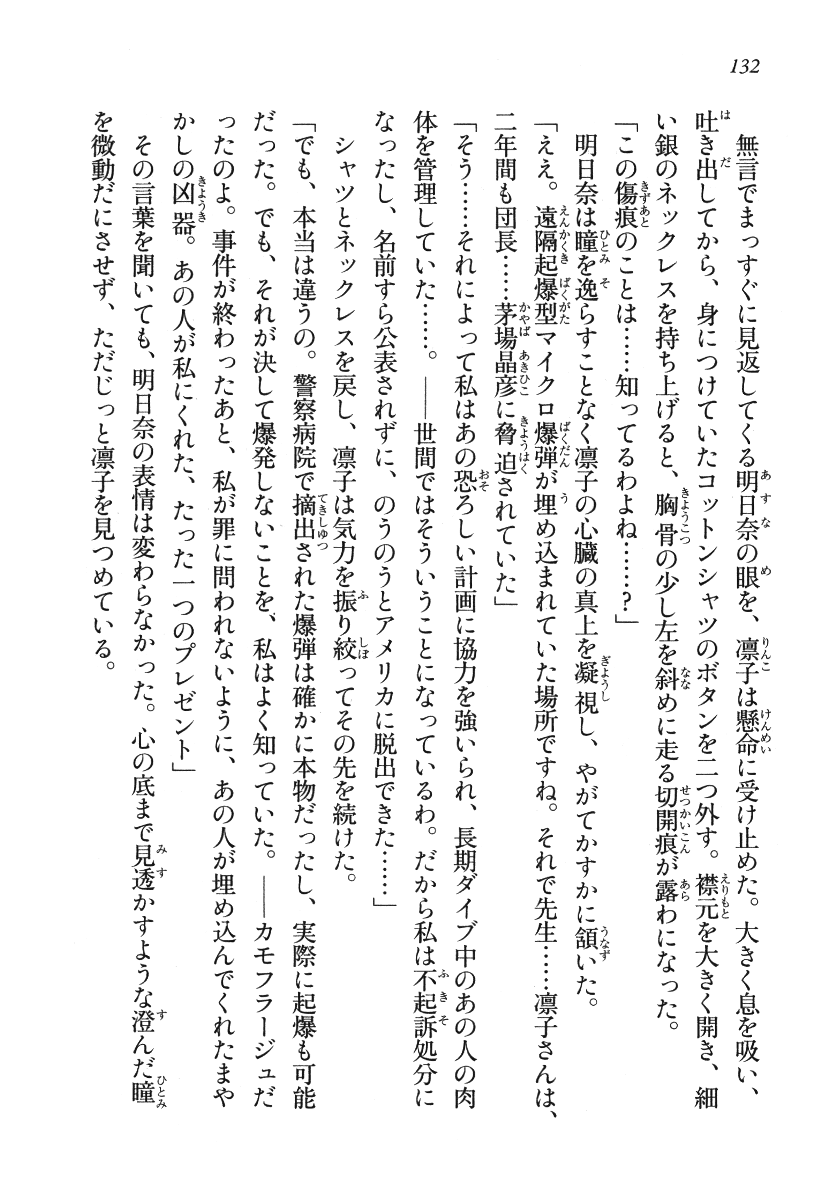 132
無言でまっすぐに見返してくる明日奈の眼を、凛子は懸命に受け止めた。大きく息を吸い、
吐き出してから、身につけていたコットンシャツのボタンを二つ外す。襟元を大きく開き、細
い銀のネックレスを持ち上げると、胸骨の少し左を斜めに走る切開痕が露わになった。
「この傷痕のことは……知ってるわよね……?」
明日奈は瞳を逸らすことなく凛子の心臓の真上を凝視し、やがてかすかに頷いた。
「ええ。遠隔起爆型マイクロ爆弾が埋め込まれていた場所ですね。それで先生……凛子さんは、
二年間も団長……茅場晶彦に脅迫されていた」
「そう……それによって私はあの恐ろしい計画に協力を強いられ、長期ダイブ中のあの人の肉
体を管理していた……。――世間ではそういうことになっているわ。だから私は不起訴処分に
なったし、名前すら公表されずに、のうのうとアメリカに脱出できた……」
シャツとネックレスを戻し、凛子は気力を振り絞ってその先を続けた。
「でも、本当は違うの。警察病院で摘出された爆弾は確かに本物だったし、実際に起爆も可能
だった。でも、それが決して爆発しないことを、私はよく知っていた。――カモフラージュだ
ったのよ。事件が終わったあと、私が罪に問われないように、あの人が埋め込んでくれたまや
かしの凶器。あの人が私にくれた、たった一つのプレゼント」
その言葉を聞いても、明日奈の表情は変わらなかった。心の底まで見透かすような澄んだ瞳
を微動だにさせず、ただじっと凛子を見つめている。